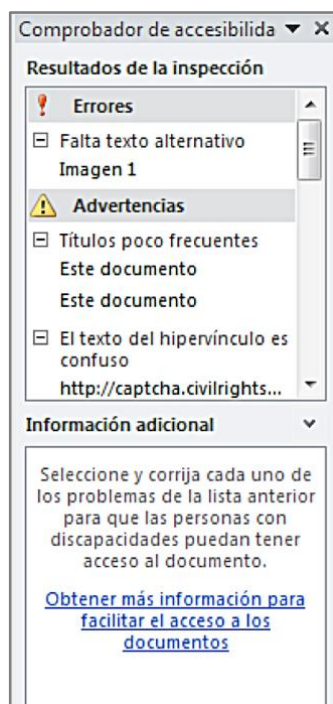 Comprobador de accesibilida
Resultados de la inspección
Errores
Falta texto alternativo
Imagen 1
Advertencias
Títulos poco frecuentes
Este documento
Este documento
El texto del hipervínculo es
confuso
http://captcha.civilrights...
Información adicional
Seleccione y corrija cada uno de
los problemas de la lista anterior
para que las personas con
discapacidades puedan tener
acceso al documento.
Obtener más información para
facilitar el acceso a los
documentos